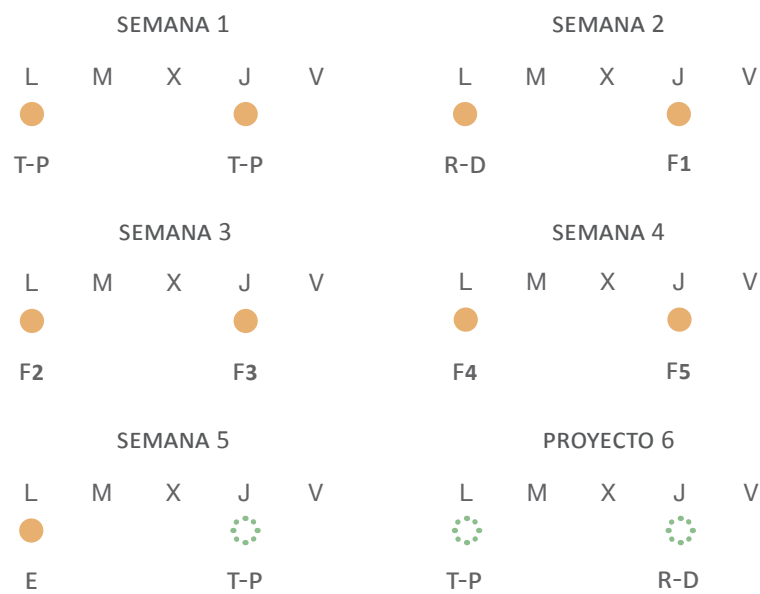 SEMANA 1
L M X J V
T-P T-P
SEMANA 2
L M X J V
R-D F1
SEMANA 3
L M X J V
F2 F3
SEMANA 4
L M X J V
F4 F5
SEMANA 5
L M X J V
E T-P
PROYECTO 6
L M X J V
T-P R-D